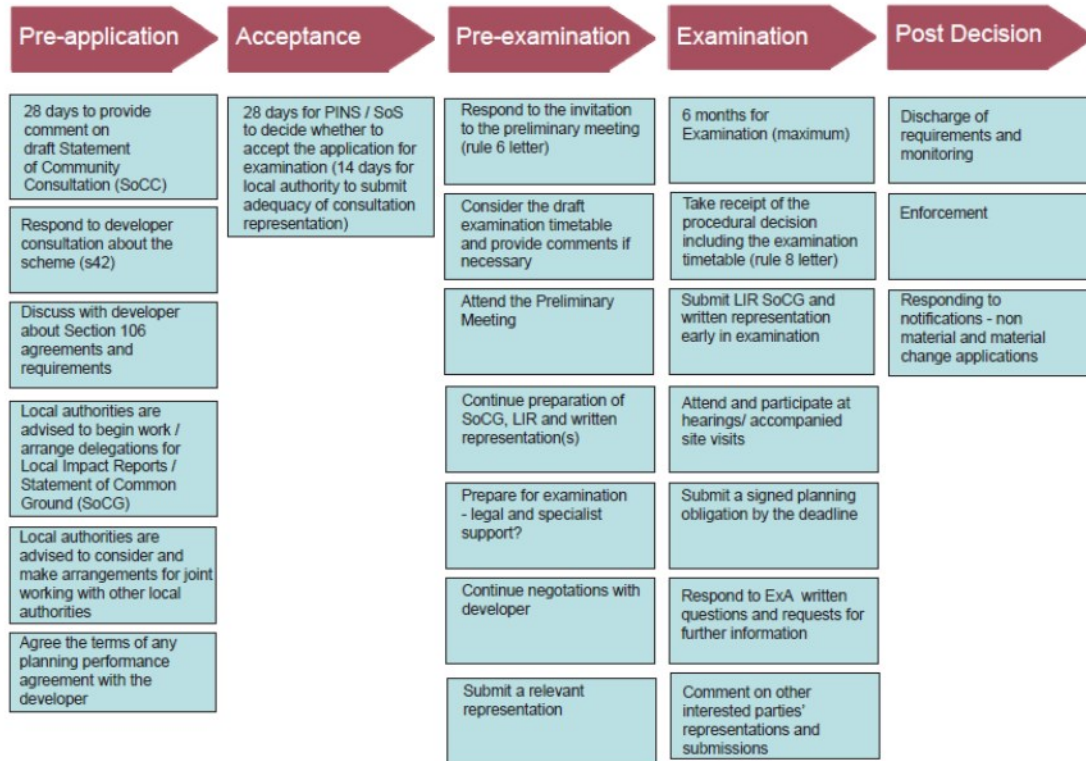 Pre-application
Acceptance
Pre-examination
Examination
Post Decision
28 days to provide
comment on
draft Statement
of Community
Consultation (SoCC)
Respond to developer
consultation about the
scheme (s42)
Discuss with developer
about Section 106
agreements and
requirements
Local authorities are
advised to begin work /
arrange delegations for
Local Impact Reports /
Statement of Common
Ground (SoCG)
Local authorities are
advised to consider and
make arrangements for joint
working with other local
authorities
Agree the terms of any
planning performance
agreement with the
developer
28 days for PINS / SoS
to decide whether to
accept the application for
examination (14 days for
local authority to submit
adequacy of consultation
representation)
Respond to the invitation
to the preliminary meeting
(rule 6 letter)
Consider the draft
examination timetable
and provide comments if
necessary
Attend the Preliminary
Meeting
Continue preparation of
SoCG, LIR and written
representation(s)
Prepare for examination
- legal and specialist
support?
Continue negotations with
developer
Submit a relevant
representation
6 months for
Examination (maximum)
Take receipt of the
procedural decision
including the examination
timetable (rule 8 letter)
Submit LIR SoCG and
written representation
early in examination
Attend and participate at
hearings/ accompanied
site visits
Submit a signed planning
obligation by the deadline
Respond to ExA written
questions and requests for
further information
Comment on other
interested parties'
representations and
submissions
Discharge of
requirements and
monitoring
Enforcement
Responding to
notifications - non
material and material
change applications